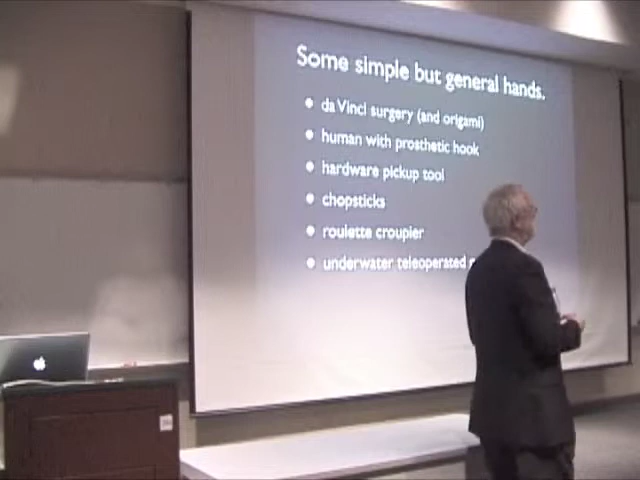 Some simple but general hands.
da Vinci surgery (and origami)
human with prosthetic hook
hardware pickup tool
chopsticks
roulette croupier
underwater teleoperated